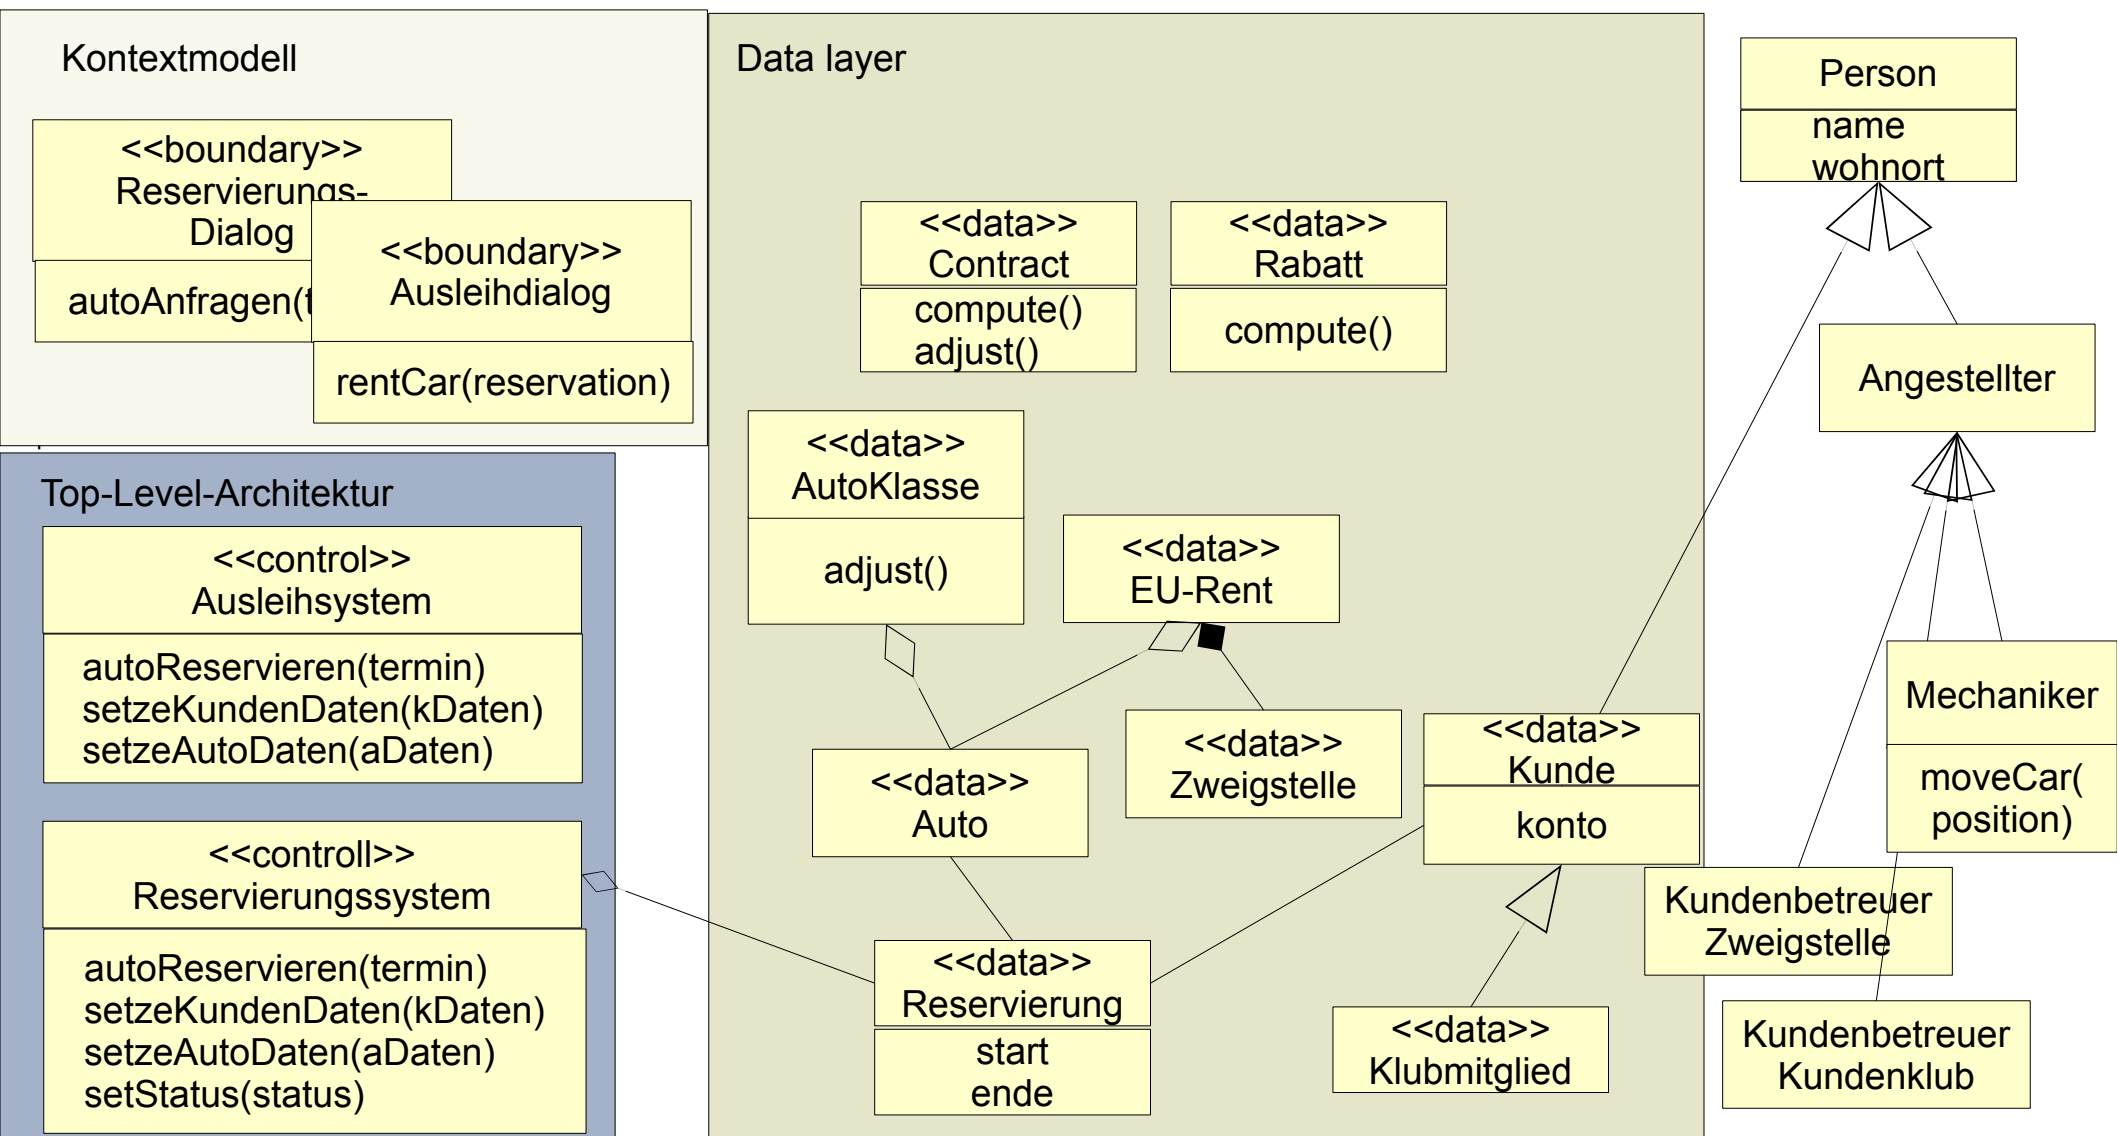 Kontextmodell
<<boundary>>
Reservierungs-
Dialog
autoAnfragen(
<<boundary>>
Ausleihdialog
rentCar(reservation)
Top-Level-Architektur
<<control>>
Ausleihsystem
autoReservieren(termin)
setzeKundenDaten(kDaten)
setzeAutoDaten(aDaten)
<<controll>>
Reservierungssystem
autoReservieren(termin)
setzeKundenDaten(kDaten)
setzeAutoDaten(aDaten)
setStatus(status)
Data layer
<<data>>
Contract
compute()
adjust()
<<data>>
Rabatt
compute()
<<data>>
AutoKlasse
adjust()
<<data>>
EU-Rent
<<data>>
Auto
<<data>>
Zweigstelle
<<data>>
Kunde
konto
<<data>>
Reservierung
start
ende
<<data>>
Klubmitglied
Person
name
wohnort
Angestellter
Mechaniker
moveCar(
position)
Kundenbetreuer
Zweigstelle
Kundenbetreuer
Kundenklub